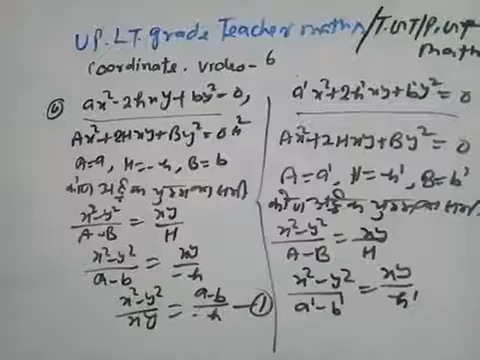 UP. LT. grade Teacher maths/T.GT/P.GT
maths
Coordinate. Video-6
ax²-2hxy+by²=0,
Ax²+2Hxy+By²=0
A=a, H=-h, B=b
x²-y²/A-B = xy/H
x²-y²/a-b = xy/-h
x²-y²/xy = a-b/-h —①
a'x²+2h'xy+b'y²=0
Ax²+2Hxy+By²=0
A=a', H=-h', B=b'
x²-y²/A-B = xy/H
x²-y²/a'-b' = xy/-h'